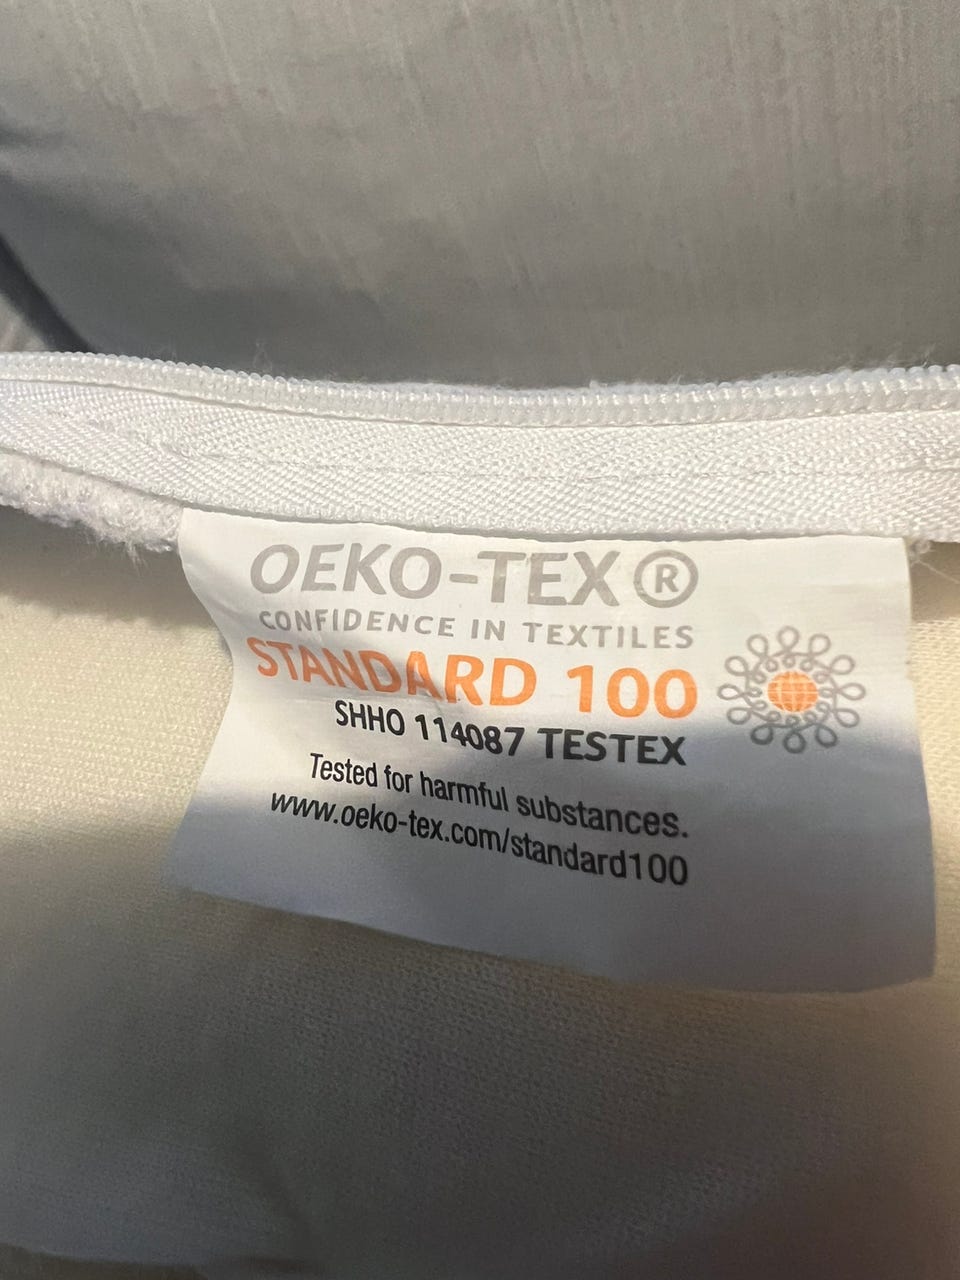 OEKO-TEX®
CONFIDENCE IN TEXTILES
STANDARD 100
SHHO 114087 TESTEX
Tested for harmful substances.
www.oeko-tex.com/standard100